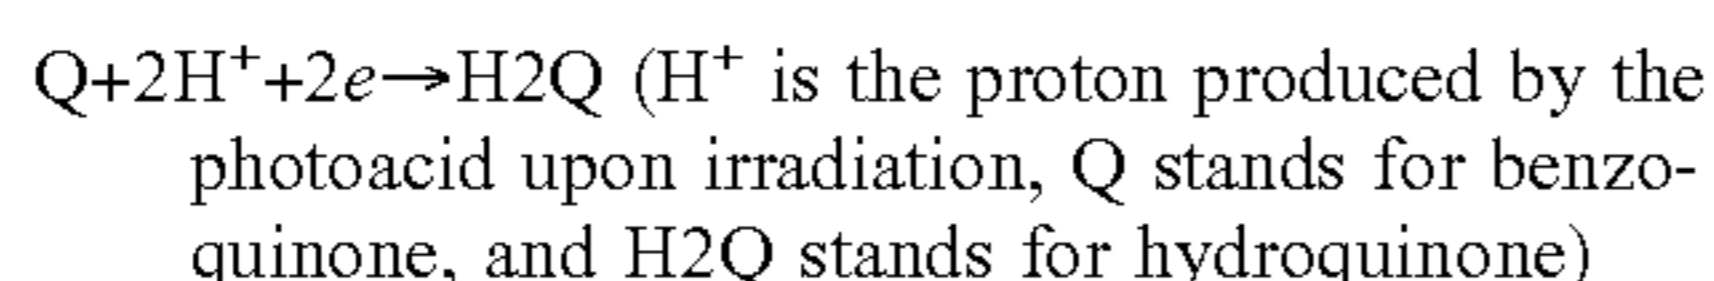 Q+2H⁺+2e→H2Q (H⁺ is the proton produced by the
photoacid upon irradiation, Q stands for benzo-
quinone, and H2Q stands for hydroquinone)